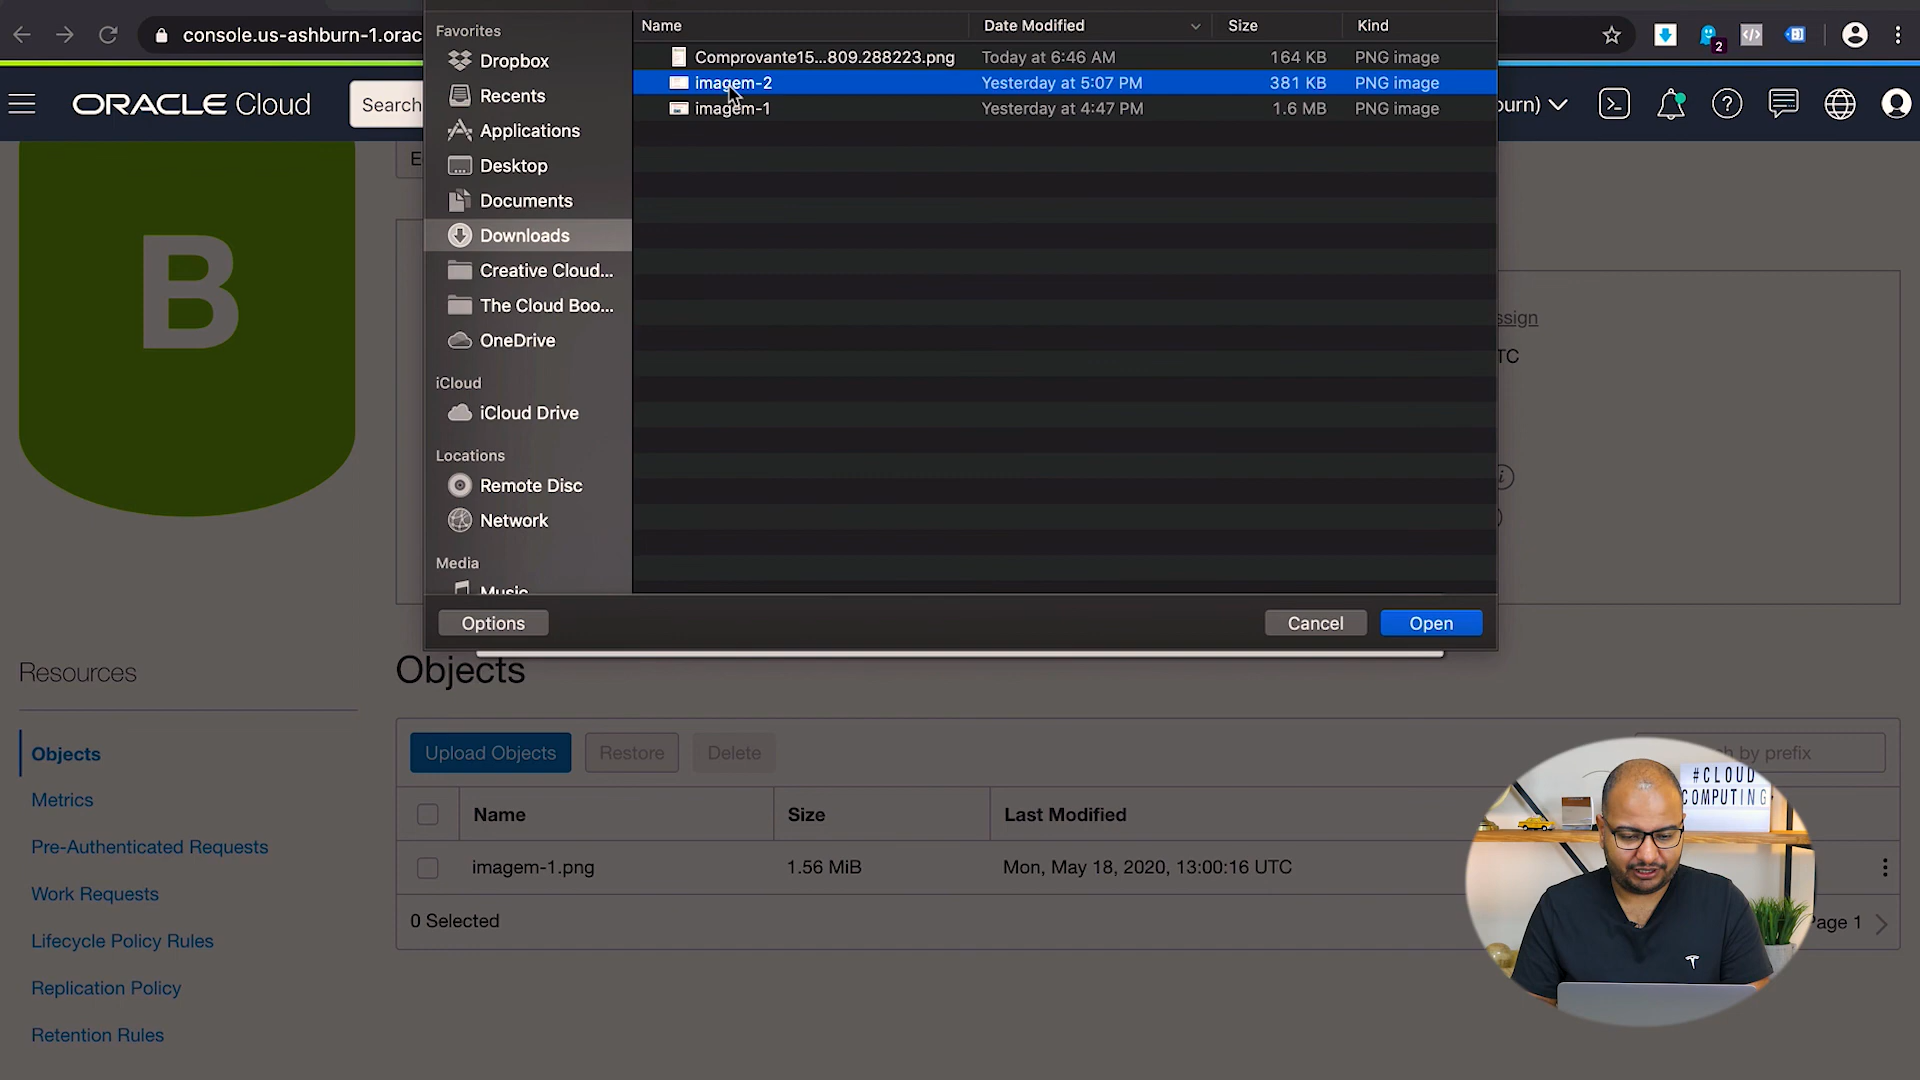 console.us-ashburn-1.orac
2
ORACLE Cloud
Search
burn)
Favorites
Dropbox
Recents
Applications
Desktop
Documents
Downloads
Creative Cloud...
The Cloud Boo...
OneDrive
iCloud
iCloud Drive
Locations
Remote Disc
Network
Media
Music
Name Date Modified Size Kind
Comprovante15...809.288223.png Today at 6:46 AM 164 KB PNG image
imagem-2 Yesterday at 5:07 PM 381 KB PNG image
imagem-1 Yesterday at 4:47 PM 1.6 MB PNG image
Options
Cancel
Open
B
ssign
TC
Resources
Objects
Metrics
Pre-Authenticated Requests
Work Requests
Lifecycle Policy Rules
Replication Policy
Retention Rules
Objects
Upload Objects
Restore
Delete
by prefix
Name Size Last Modified
imagem-1.png 1.56 MiB Mon, May 18, 2020, 13:00:16 UTC
0 Selected
Page 1
#CLOUD
COMPUTING